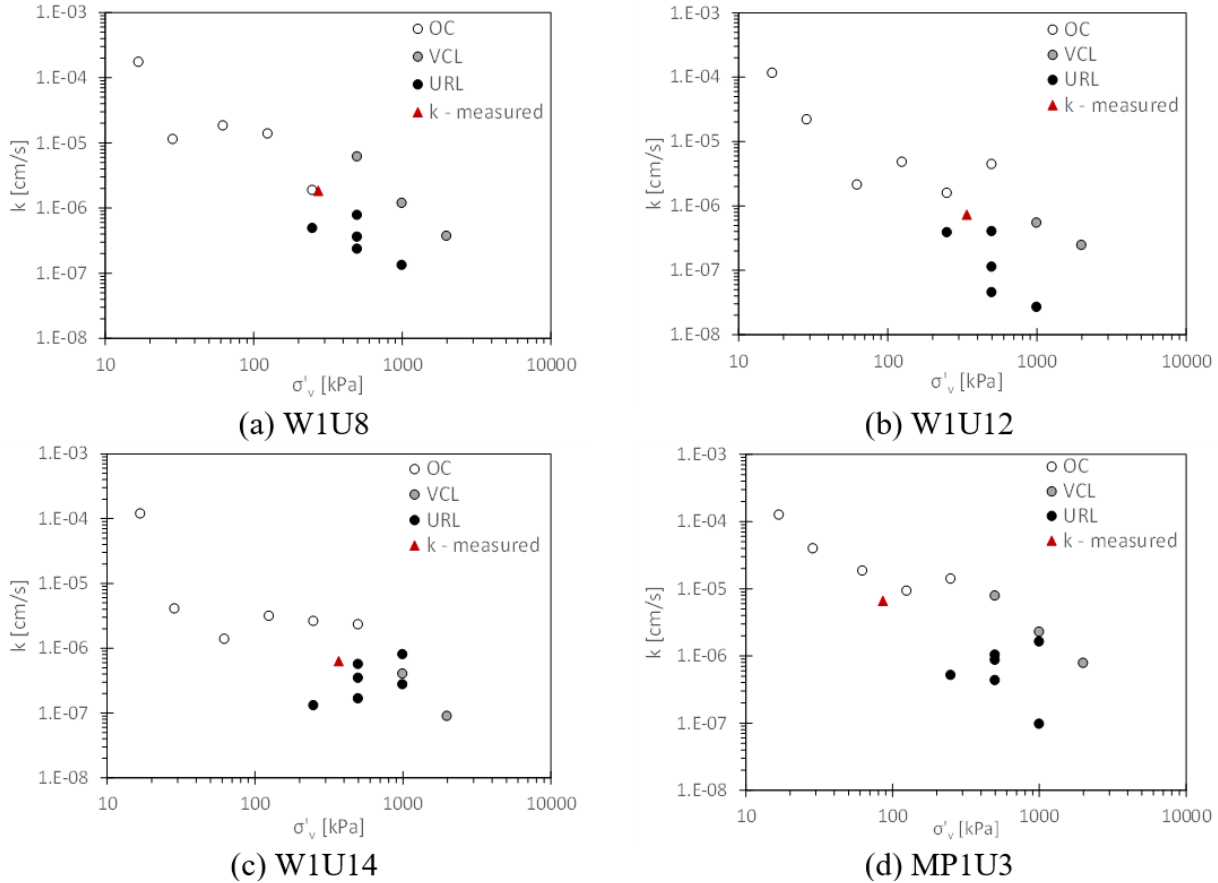 1.E-03
1.E-04
1.E-05
1.E-06
1.E-07
1.E-08
k [cm/s]
OC
VCL
URL
k - measured
10 100 1000 10000
σ'v [kPa]
(a) W1U8
1.E-03
1.E-04
1.E-05
1.E-06
1.E-07
1.E-08
k [cm/s]
OC
VCL
URL
k - measured
10 100 1000 10000
σ'v [kPa]
(b) W1U12
1.E-03
1.E-04
1.E-05
1.E-06
1.E-07
1.E-08
k [cm/s]
OC
VCL
URL
k - measured
10 100 1000 10000
σ'v [kPa]
(c) W1U14
1.E-03
1.E-04
1.E-05
1.E-06
1.E-07
1.E-08
k [cm/s]
OC
VCL
URL
k - measured
10 100 1000 10000
σ'v [kPa]
(d) MP1U3